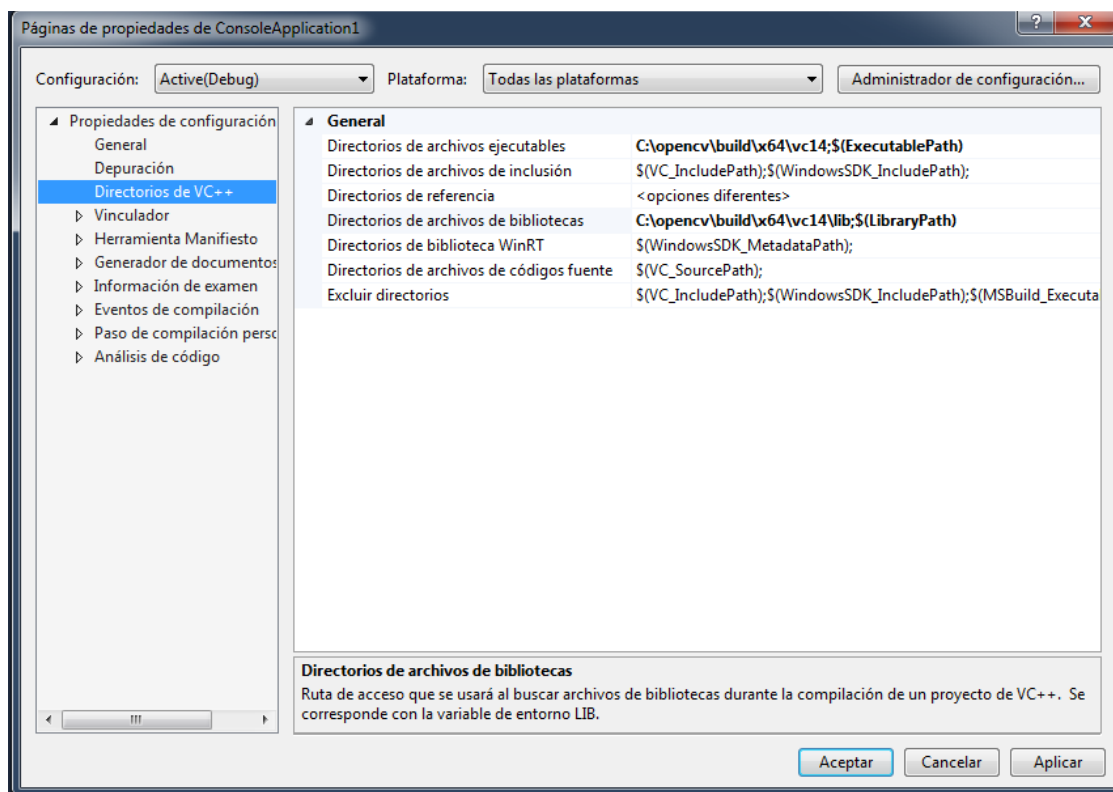 Páginas de propiedades de ConsoleApplication1
Configuración: Active(Debug) Plataforma: Todas las plataformas Administrador de configuración...
Propiedades de configuración
General
Depuración
Directorios de VC++
Vinculador
Herramienta Manifiesto
Generador de documentos
Información de examen
Eventos de compilación
Paso de compilación perso
Análisis de código
General
Directorios de archivos ejecutables C:\opencv\build\x64\vc14;$(ExecutablePath)
Directorios de archivos de inclusión $(VC_IncludePath);$(WindowsSDK_IncludePath);
Directorios de referencia <opciones diferentes>
Directorios de archivos de bibliotecas C:\opencv\build\x64\vc14\lib;$(LibraryPath)
Directorios de biblioteca WinRT $(WindowsSDK_MetadataPath);
Directorios de archivos de códigos fuente $(VC_SourcePath);
Excluir directorios $(VC_IncludePath);$(WindowsSDK_IncludePath);$(MSBuild_Executa
Directorios de archivos de bibliotecas
Ruta de acceso que se usará al buscar archivos de bibliotecas durante la compilación de un proyecto de VC++. Se
corresponde con la variable de entorno LIB.
Aceptar Cancelar Aplicar